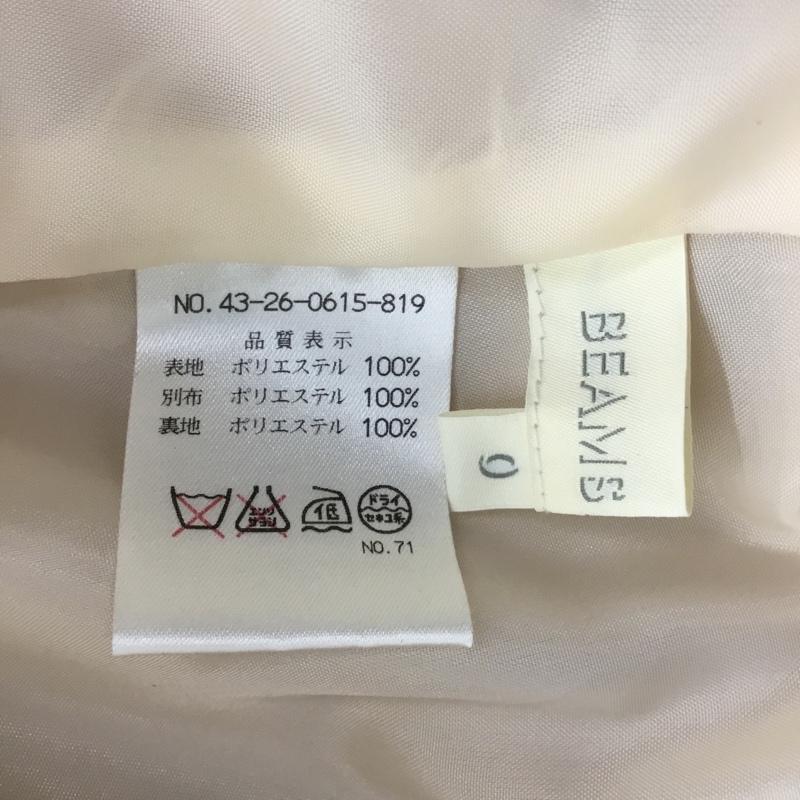 NO. 43-26-0615-819
品質表示
表地 ポリエステル 100%
別布 ポリエステル 100%
裏地 ポリエステル 100%
エンソ
サラシ
低
ドライ
セキユ系
NO. 71
BEAMS
9